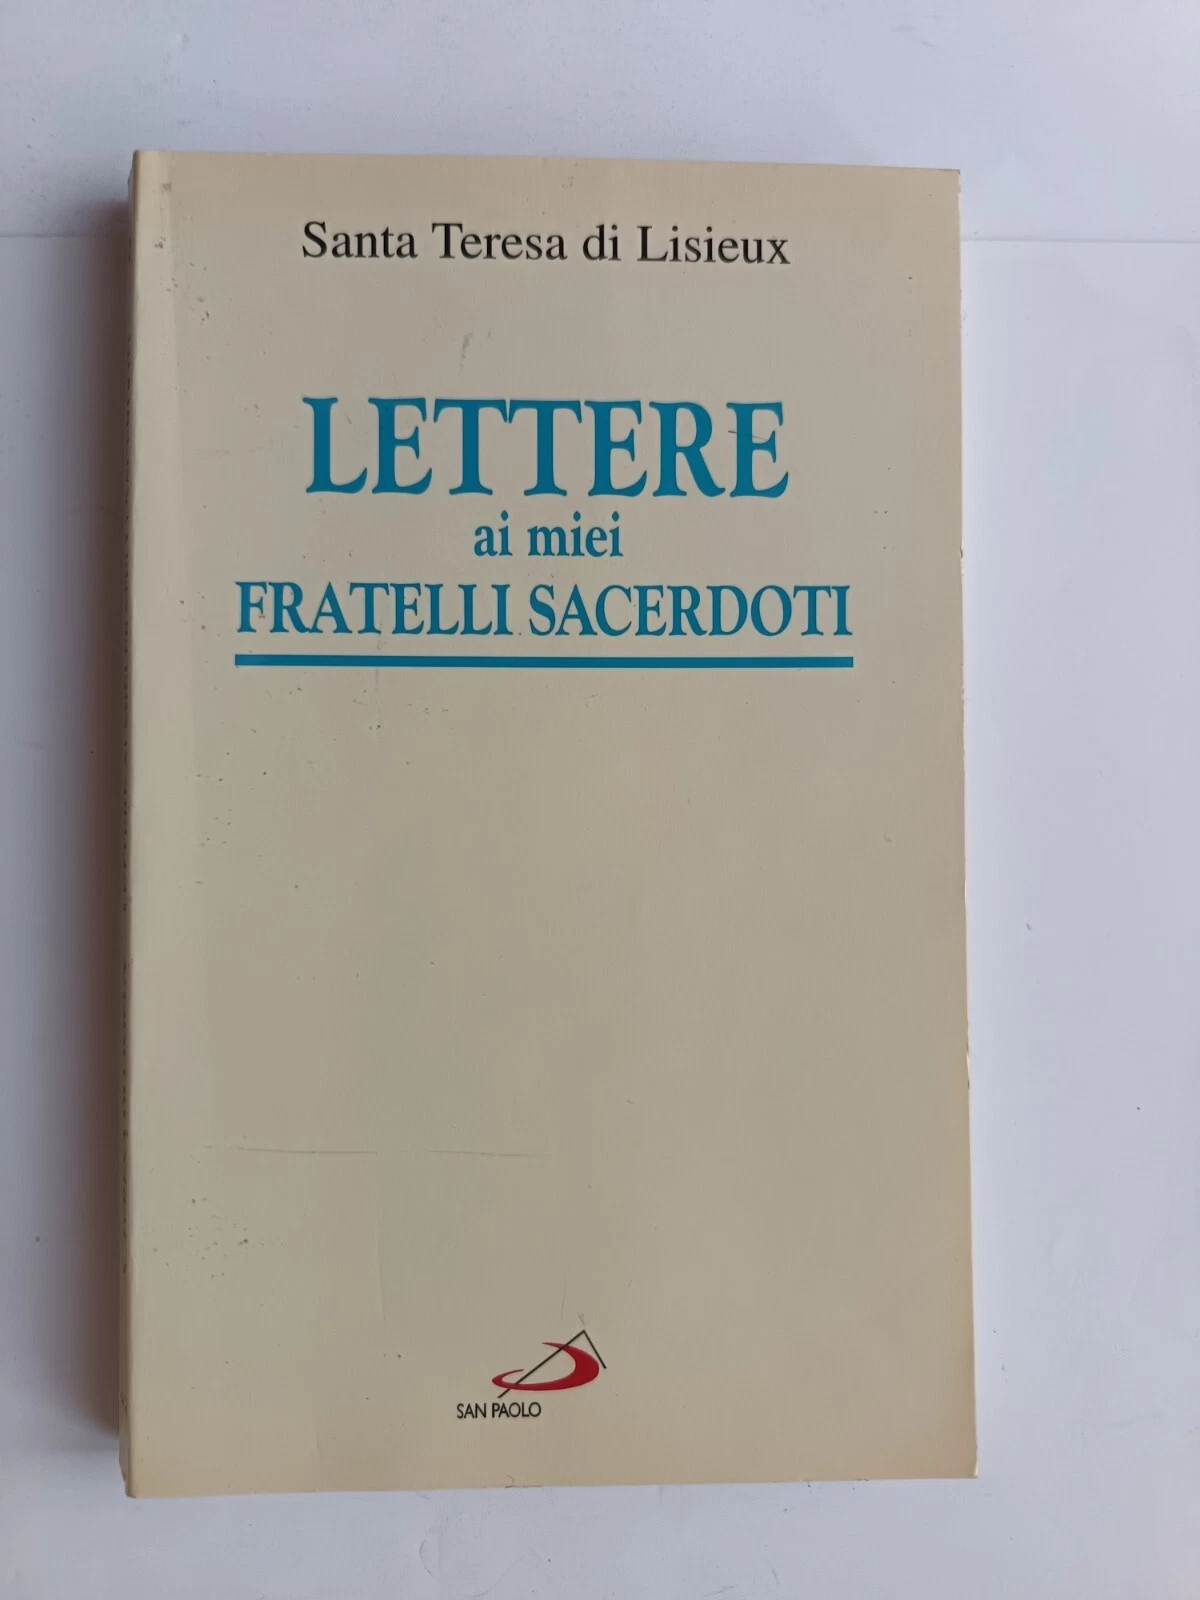 Santa Teresa di Lisieux
LETTERE
ai miei
FRATELLI SACERDOTI
SAN PAOLO